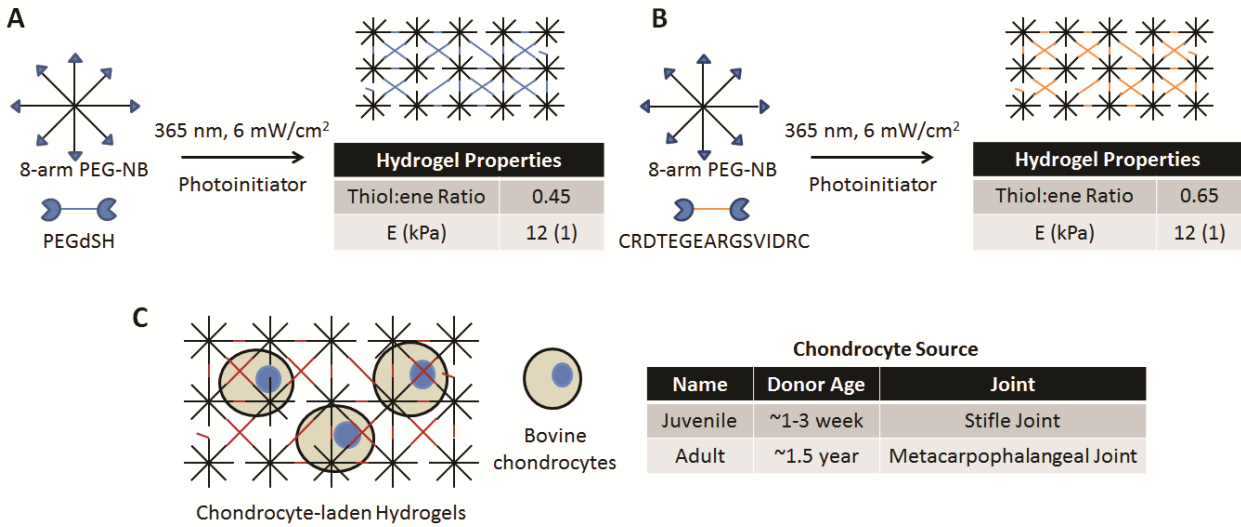 A
8-arm PEG-NB
PEGdSH
365 nm, 6 mW/cm²
Photoinitiator
Hydrogel Properties
Thiol:ene Ratio 0.45
E (kPa) 12 (1)
B
8-arm PEG-NB
CRDTEGEARGSVIDRC
365 nm, 6 mW/cm²
Photoinitiator
Hydrogel Properties
Thiol:ene Ratio 0.65
E (kPa) 12 (1)
C
Chondrocyte-laden Hydrogels
Bovine
chondrocytes
Chondrocyte Source
Name Donor Age Joint
Juvenile ~1-3 week Stifle Joint
Adult ~1.5 year Metacarpophalangeal Joint